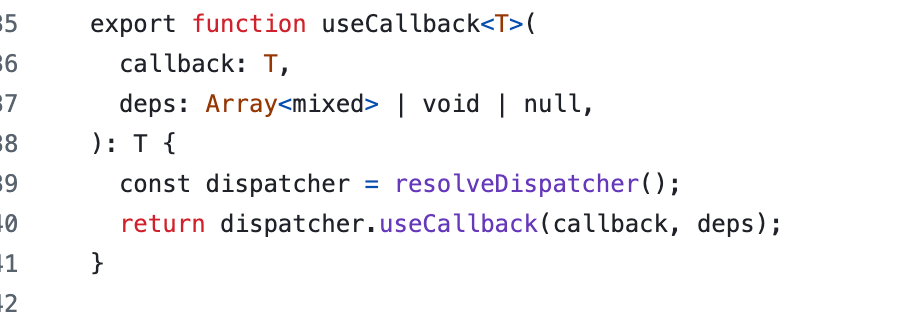 35 export function useCallback<T>(
36 callback: T,
37 deps: Array<mixed> | void | null,
38 ): T {
39 const dispatcher = resolveDispatcher();
40 return dispatcher.useCallback(callback, deps);
41 }
42